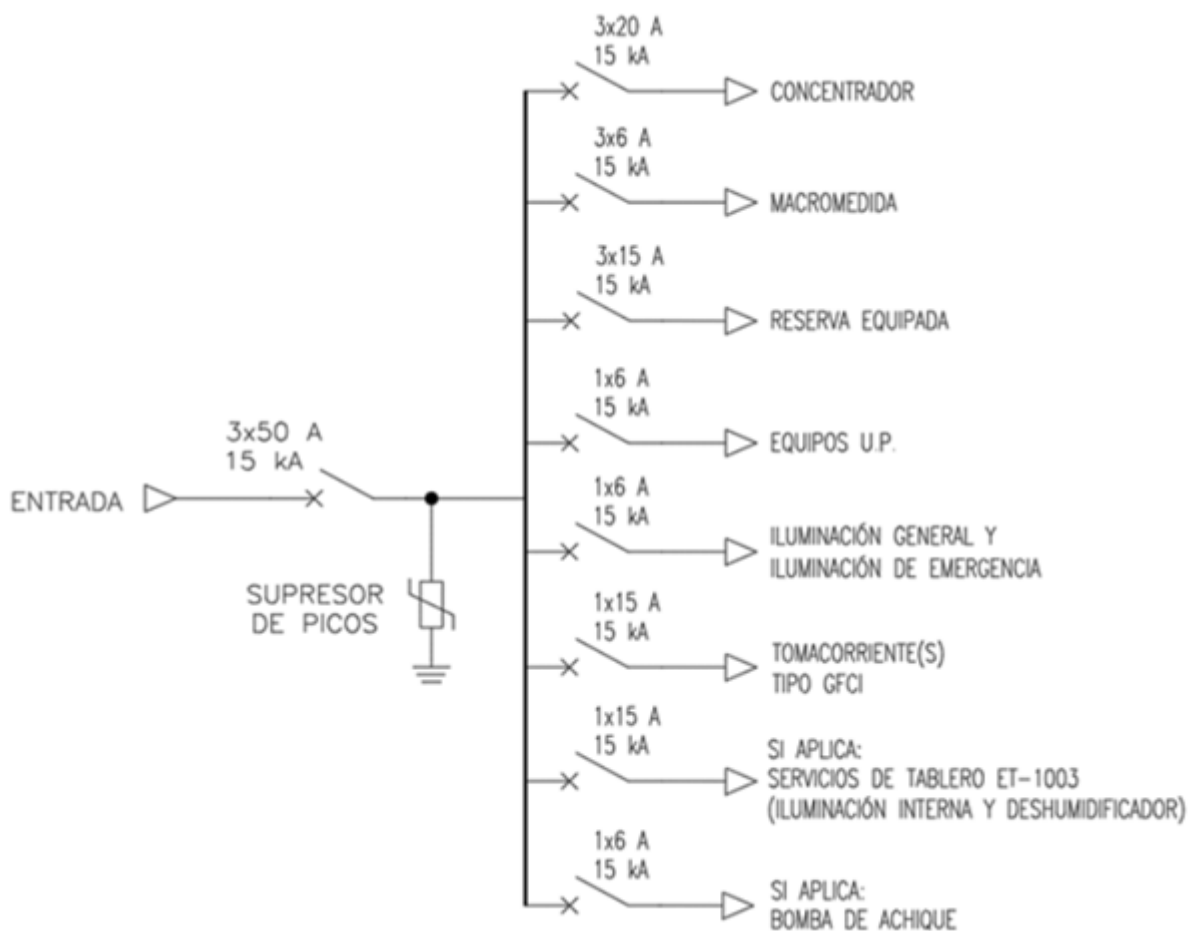 3x20 A
15 kA
CONCENTRADOR
3x6 A
15 kA
MACROMEDIDA
3x15 A
15 kA
RESERVA EQUIPADA
1x6 A
15 kA
EQUIPOS U.P.
3x50 A
15 kA
ENTRADA
SUPRESOR
DE PICOS
1x6 A
15 kA
ILUMINACIÓN GENERAL Y
ILUMINACIÓN DE EMERGENCIA
1x15 A
15 kA
TOMACORRIENTE(S)
TIPO GFCI
1x15 A
15 kA
SI APLICA:
SERVICIOS DE TABLERO ET-1003
(ILUMINACIÓN INTERNA Y DESHUMIDIFICADOR)
1x6 A
15 kA
SI APLICA:
BOMBA DE ACHIQUE